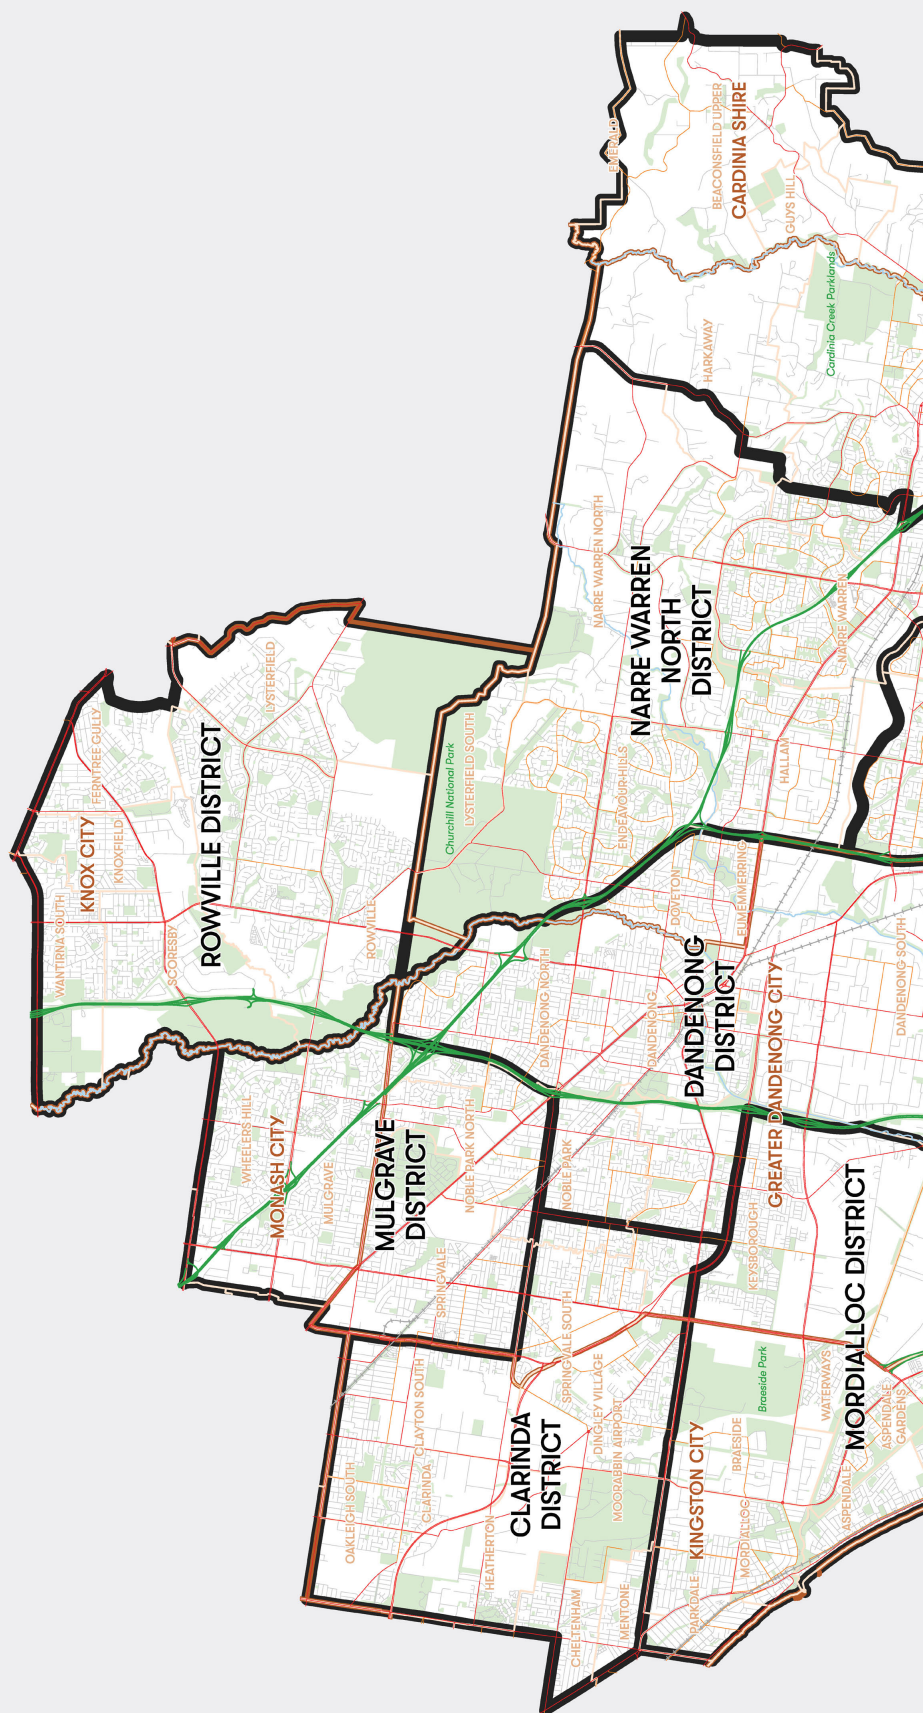 EMERALD
BEACONSFIELD UPPER
CARDINIA SHIRE
GUYS HILL
Cardinia Creek Parklands
HARKAWAY
NARRE WARREN NORTH
NARRE WARREN
NORTH
DISTRICT
NARRE WARREN
HALLAM
ENDEAVOUR HILLS
LYSTERFIELD SOUTH
Churchill National Park
LYSTERFIELD
FERNTREE GULLY
KNOX CITY
KNOXFIELD
WANTIRNA SOUTH
SCORESBY
ROWVILLE DISTRICT
ROWVILLE
DOVETON
EUMEMMERRING
DANDENONG NORTH
DANDENONG
DANDENONG
DISTRICT
GREATER DANDENONG CITY
DANDENONG SOUTH
WHEELERS HILL
MONASH CITY
MULGRAVE
MULGRAVE
DISTRICT
NOBLE PARK NORTH
NOBLE PARK
SPRINGVALE
KEYSBOROUGH
SPRINGVALE SOUTH
DINGLEY VILLAGE
MOORABBIN AIRPORT
OAKLEIGH SOUTH
CLAYTON SOUTH
CLARINDA
HEATHERTON
CLARINDA
DISTRICT
CHELTENHAM
MENTONE
Braeside Park
KINGSTON CITY
BRAESIDE
MORDIALLOC
PARKDALE
WATERWAYS
MORDIALLOC DISTRICT
ASPENDALE
GARDENS
ASPENDALE